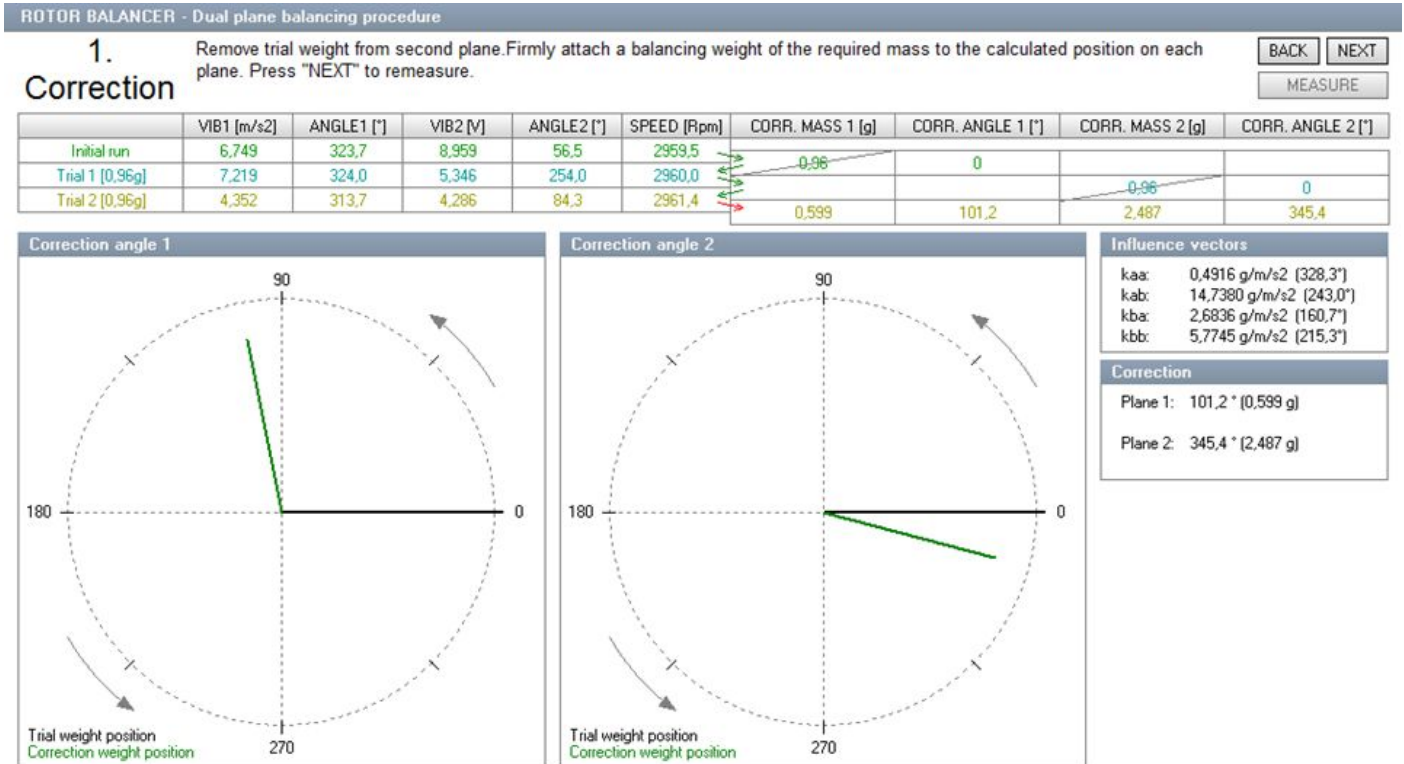 ROTOR BALANCER - Dual plane balancing procedure
1.
Correction
Remove trial weight from second plane.Firmly attach a balancing weight of the required mass to the calculated position on each
plane. Press "NEXT" to remeasure.
BACK NEXT
MEASURE
VIB1 [m/s2] ANGLE1 [°] VIB2 [V] ANGLE2 [°] SPEED [Rpm] CORR. MASS 1 [g] CORR. ANGLE 1 [°] CORR. MASS 2 [g] CORR. ANGLE 2 [°]
Initial run 6,749 323,7 8,959 56,5 2959,5
0,96 0
Trial 1 [0,96g] 7,219 324,0 5,346 254,0 2960,0
0,96 0
Trial 2 [0,96g] 4,352 313,7 4,286 84,3 2961,4
0,599 101,2 2,487 345,4
Correction angle 1
90
180
0
270
Trial weight position
Correction weight position
Correction angle 2
90
180
0
270
Trial weight position
Correction weight position
Influence vectors
kaa: 0,4916 g/m/s2 (328,3°)
kab: 14,7380 g/m/s2 (243,0°)
kba: 2,6836 g/m/s2 (160,7°)
kbb: 5,7745 g/m/s2 (215,3°)
Correction
Plane 1: 101,2 ° (0,599 g)
Plane 2: 345,4 ° (2,487 g)